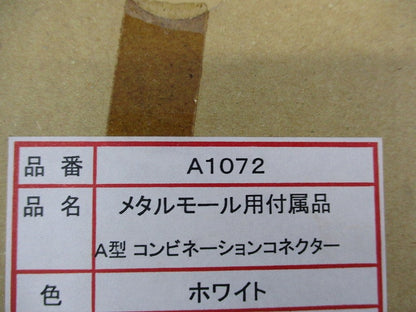 品番 A1072
品名 メタルモール用付属品
A型 コンビネーションコネクター
色 ホワイト